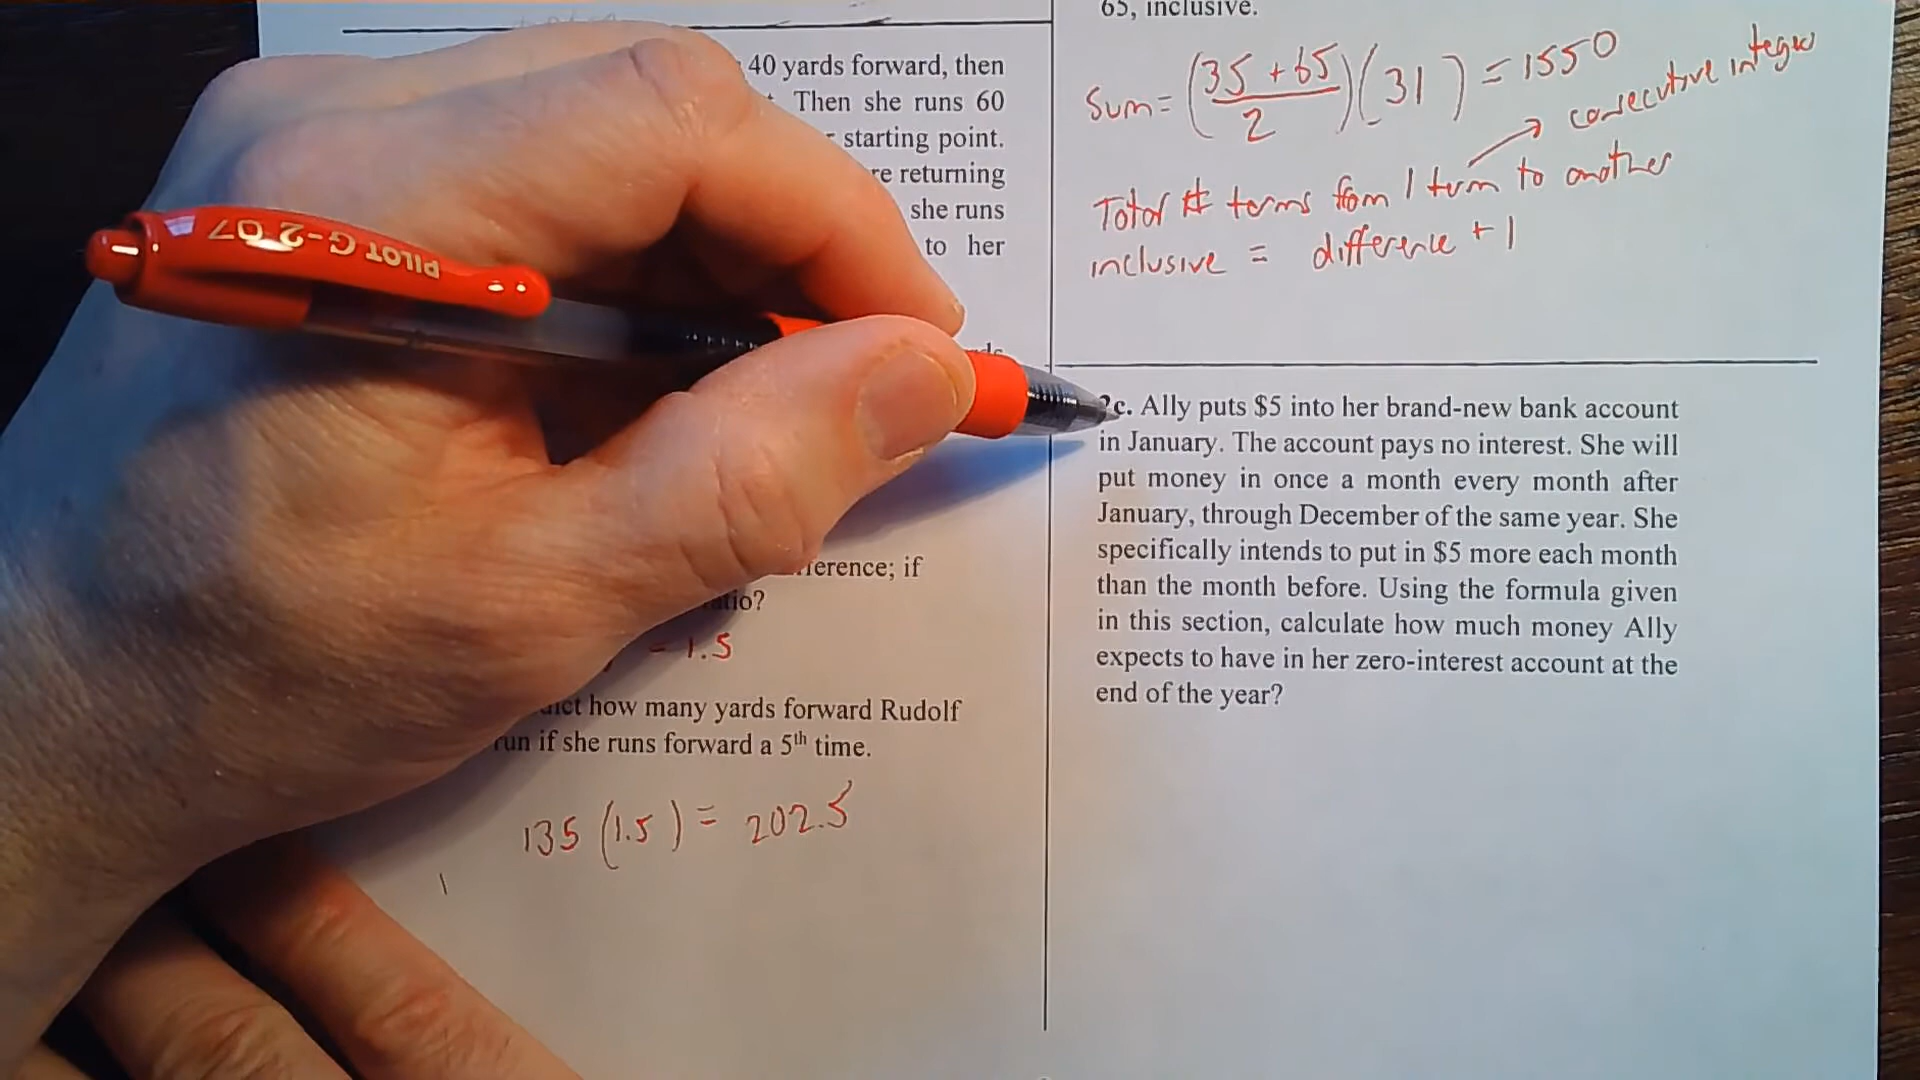 40 yards forward, then
Then she runs 60
starting point.
returning
she runs
to her
if
1.5
how many yards forward Rudolf
run if she runs forward a 5th time.
135 (1.5) = 202.5
65, inclusive.
Sum = (35 + 65 / 2)(31) = 1550
consecutive integer
Total # terms from 1 term to another
inclusive = difference + 1
c. Ally puts $5 into her brand-new bank account
in January. The account pays no interest. She will
put money in once a month every month after
January, through December of the same year. She
specifically intends to put in $5 more each month
than the month before. Using the formula given
in this section, calculate how much money Ally
expects to have in her zero-interest account at the
end of the year?
PILOT G-2 07